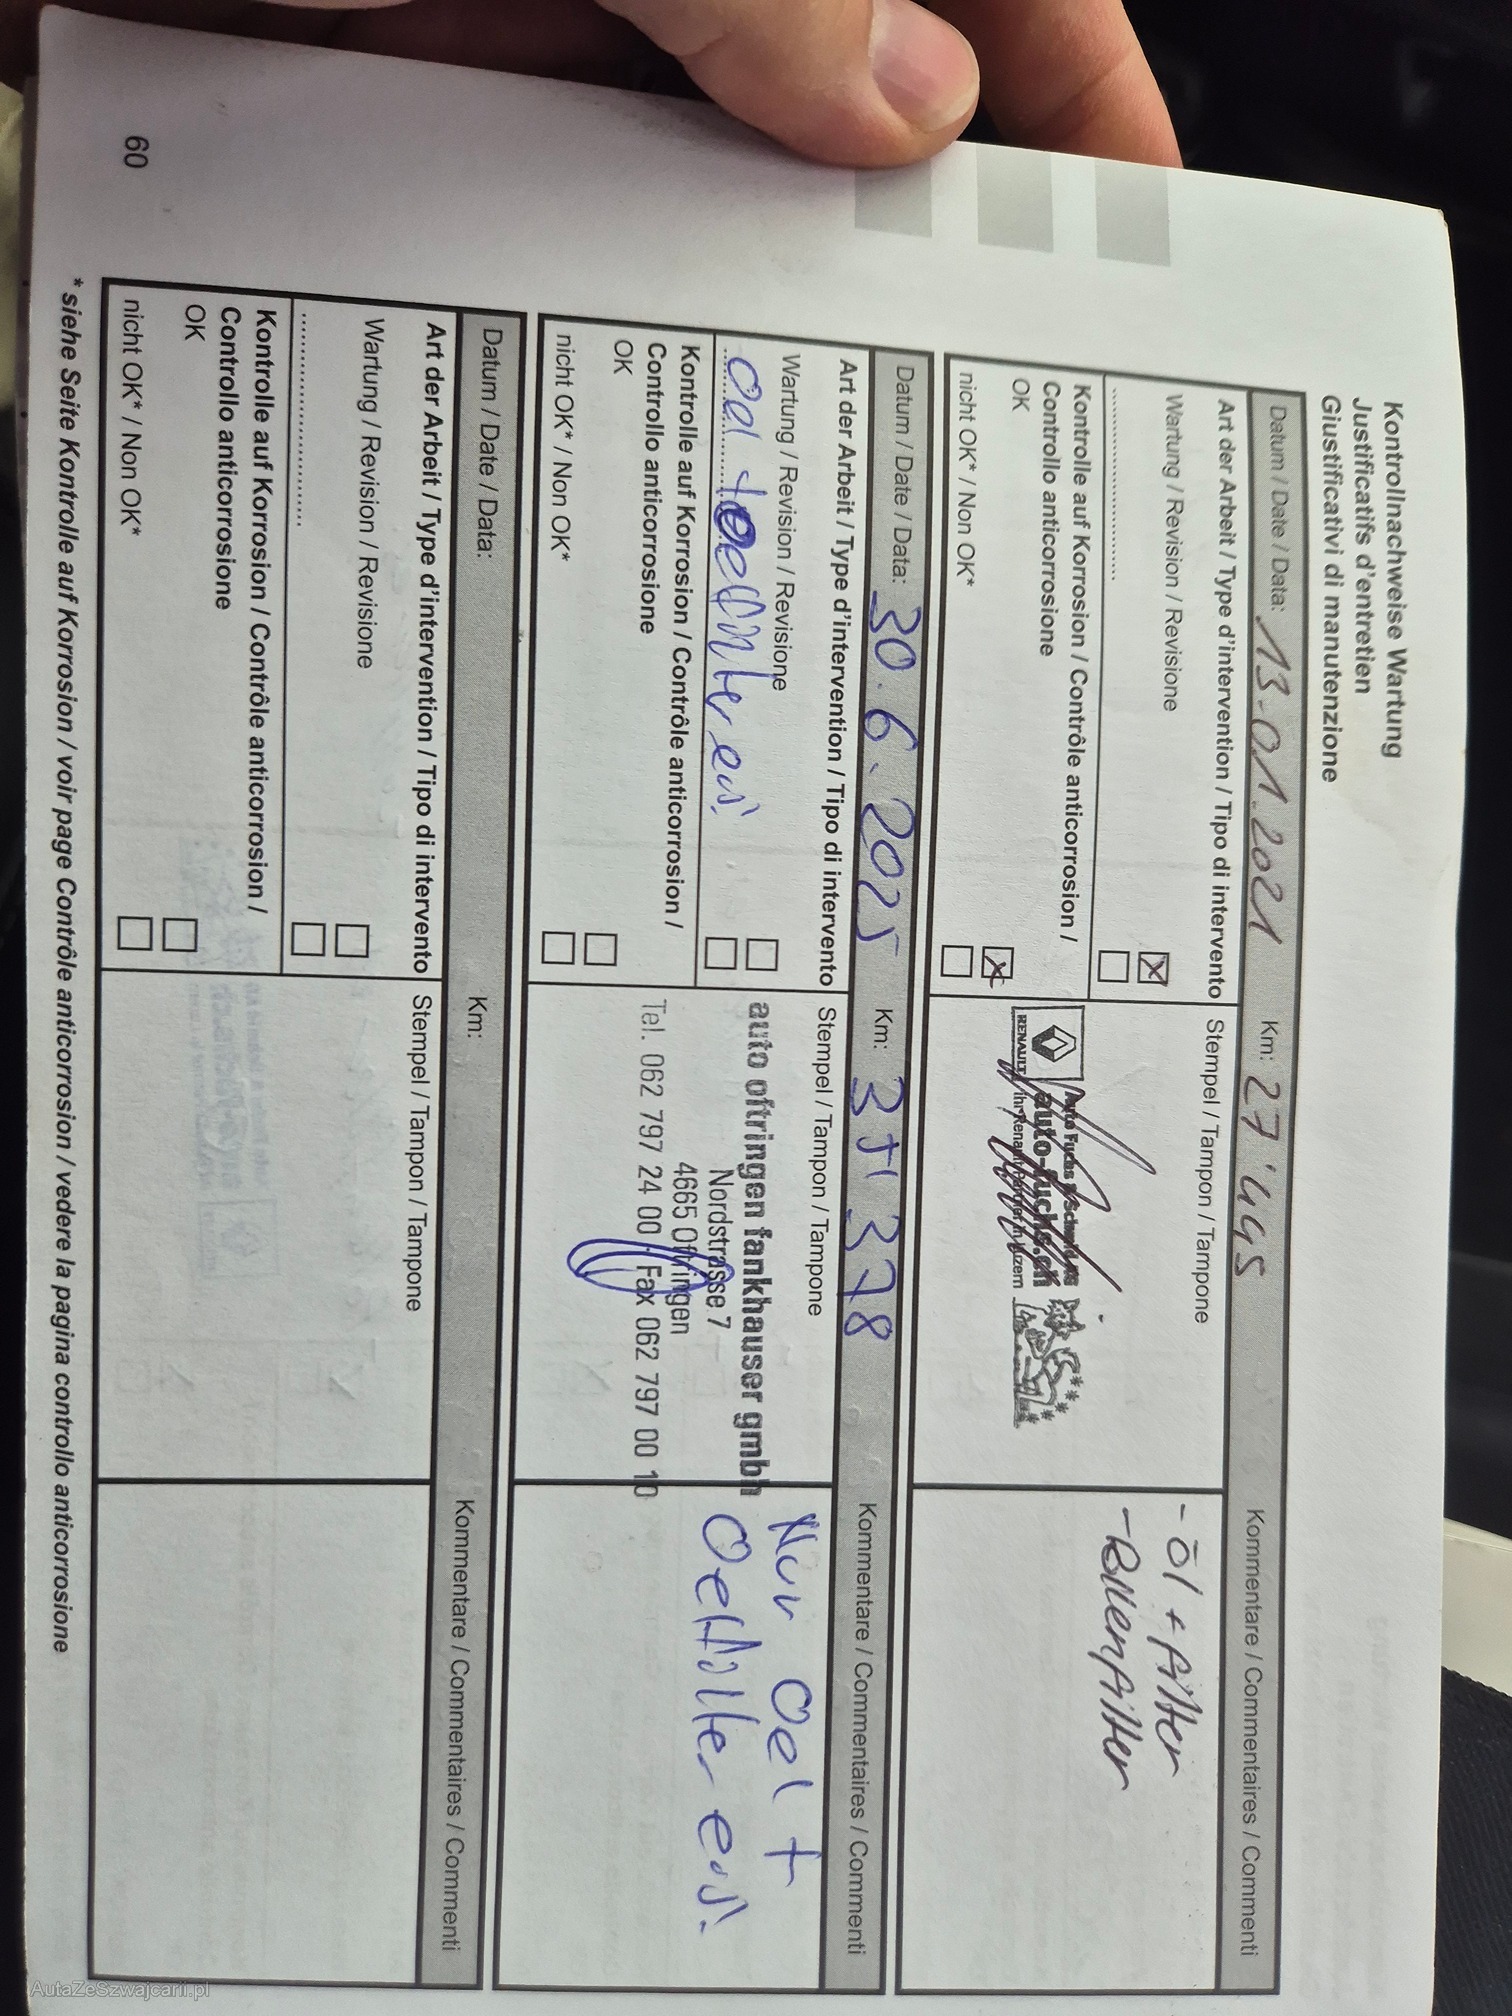 Kontrollnachweise Wartung
Justificatifs d'entretien
Giustificativi di manutenzione
Datum / Date / Data: 13.01.2021 Km: 27'495 Kommentare / Commentaires / Commenti
Art der Arbeit / Type d'intervention / Tipo di intervento
Stempel / Tampon / Tampone
Wartung / Revision / Revisione
Kontrolle auf Korrosion / Contrôle anticorrosion /
Controllo anticorrosione
OK
nicht OK* / Non OK*
RENAULT
auto-fuchs.ch
- öl + Filter
- Pollenfilter
Datum / Date / Data: 30.6.2025 Km: Kommentare / Commentaires / Commenti
Art der Arbeit / Type d'intervention / Tipo di intervento
Stempel / Tampon / Tampone
Wartung / Revision / Revisione
Oel +
Kontrolle auf Korrosion / Contrôle anticorrosion /
Controllo anticorrosione
OK
nicht OK* / Non OK*
auto oftringen fankhauser gmbh
Nordstrasse 7
4665 Oftringen
Tel. 062 797 24 00 Fax 062 797 00 10
Nur Oel +
Oelfilter
Datum / Date / Data: Km: Kommentare / Commentaires / Commenti
Art der Arbeit / Type d'intervention / Tipo di intervento
Stempel / Tampon / Tampone
Wartung / Revision / Revisione
Kontrolle auf Korrosion / Contrôle anticorrosion /
Controllo anticorrosione
OK
nicht OK* / Non OK*
* siehe Seite Kontrolle auf Korrosion / voir page Contrôle anticorrosion / vedere la pagina controllo anticorrosione
60
AutaZeSzwajcarii.pl